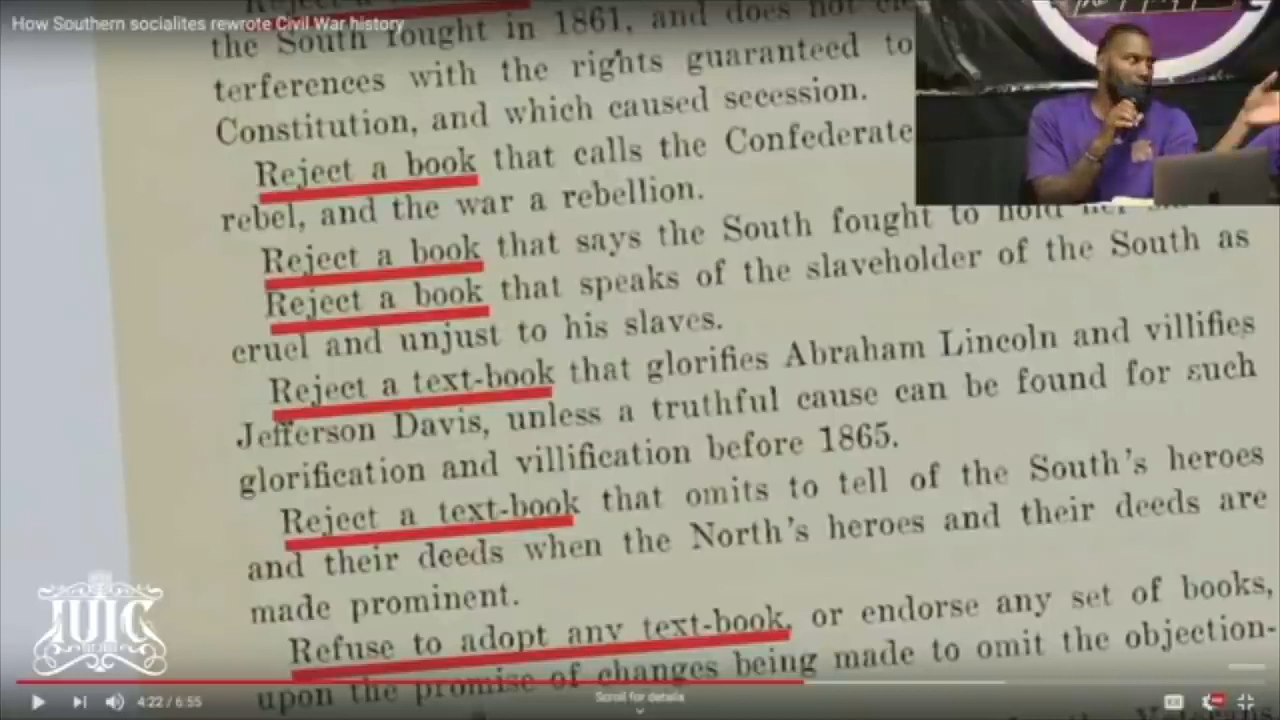 How Southern socialites rewrote Civil War history
the South fought in 1861, and does not
terferences with the rights guaranteed to
Constitution, and which caused secession.
Reject a book that calls the Confederate
rebel, and the war a rebellion.
Reject a book that says the South fought to hold her
Reject a book that speaks of the slaveholder of the South as
cruel and unjust to his slaves.
Reject a text-book that glorifies Abraham Lincoln and villifies
Jefferson Davis, unless a truthful cause can be found for such
glorification and villification before 1865.
Reject a text-book that omits to tell of the South's heroes
and their deeds when the North's heroes and their deeds are
made prominent.
Refuse to adopt any text-book, or endorse any set of books,
upon the promise of changes being made to omit the objection-
IUIC
4:22 / 6:55
Scroll for details